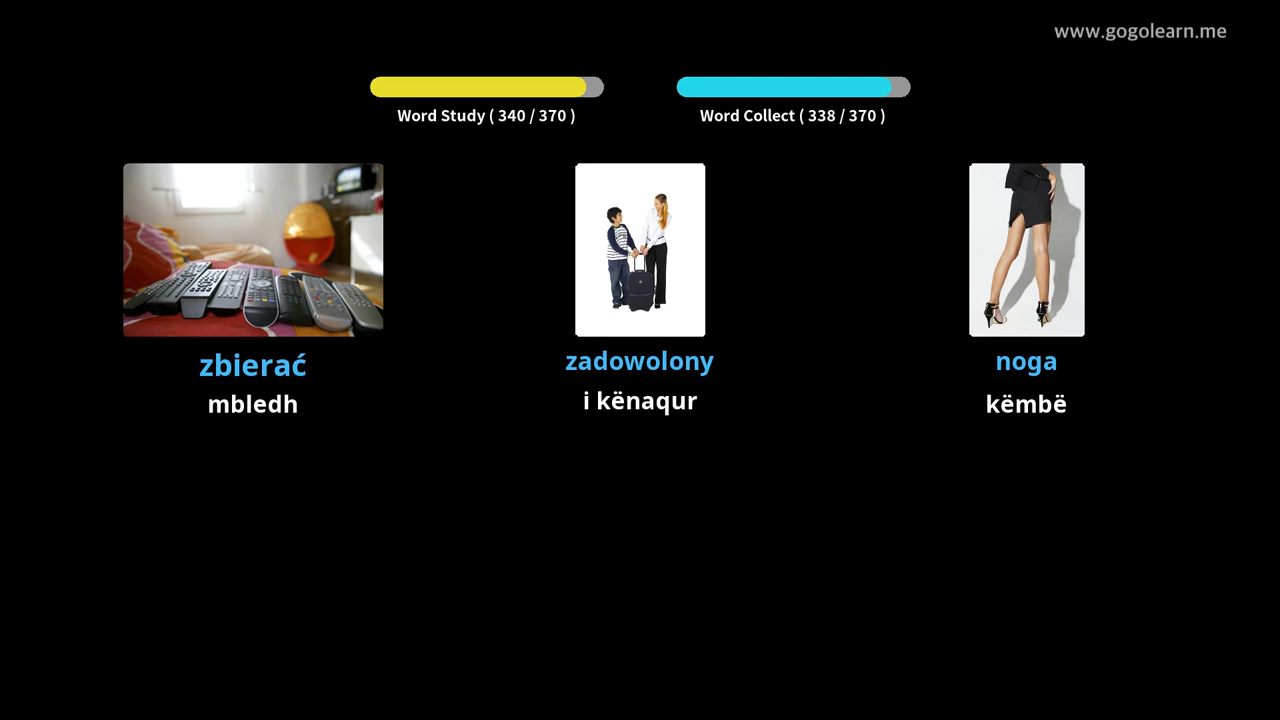 www.gogolearn.me
Word Study ( 340 / 370 )
Word Collect ( 338 / 370 )
zbierać
mbledh
zadowolony
i kënaqur
noga
këmbë